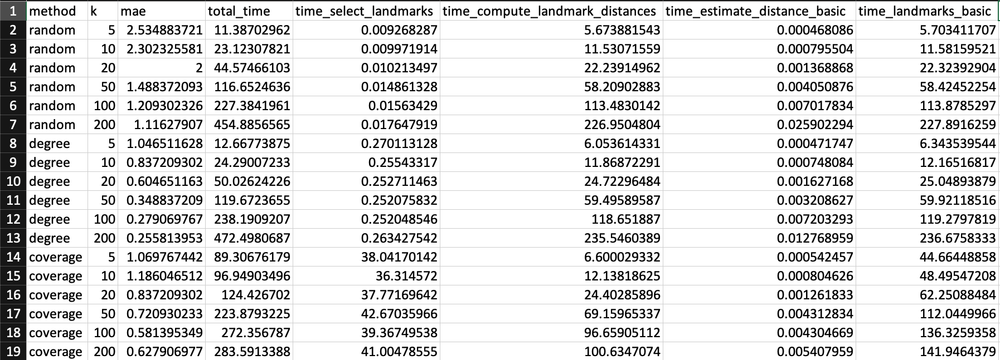 1 method k mae total_time time_select_landmarks time_compute_landmark_distances time_estimate_distance_basic time_landmarks_basic
2 random 5 2.534883721 11.38702962 0.009268287 5.673881543 0.000468086 5.703411707
3 random 10 2.302325581 23.12307821 0.009971914 11.53071559 0.000795504 11.58159521
4 random 20 2 44.57466103 0.010213497 22.23914962 0.001368868 22.32392904
5 random 50 1.488372093 116.6524636 0.014861328 58.20902883 0.004050876 58.42452254
6 random 100 1.209302326 227.3841961 0.01563429 113.4830142 0.007017834 113.8785297
7 random 200 1.11627907 454.8856565 0.017647919 226.9504804 0.025902294 227.8916259
8 degree 5 1.046511628 12.66773875 0.270113128 6.053614331 0.000471747 6.343539544
9 degree 10 0.837209302 24.29007233 0.25543317 11.86872291 0.000748084 12.16516817
10 degree 20 0.604651163 50.02624226 0.252711463 24.72296484 0.001627168 25.04893879
11 degree 50 0.348837209 119.6723655 0.252075832 59.49589587 0.003208627 59.92118516
12 degree 100 0.279069767 238.1909207 0.252048546 118.651887 0.007203293 119.2797819
13 degree 200 0.255813953 472.4980687 0.263427542 235.5460389 0.012768959 236.6758333
14 coverage 5 1.069767442 89.30676179 38.04170142 6.600029332 0.000542457 44.66448858
15 coverage 10 1.186046512 96.94903496 36.314572 12.13818625 0.000804626 48.49547208
16 coverage 20 0.837209302 124.426702 37.77169642 24.40285896 0.001261833 62.25088484
17 coverage 50 0.720930233 223.8793225 42.67035966 69.15965337 0.004312834 112.0449966
18 coverage 100 0.581395349 272.356787 39.36749538 96.65905112 0.004304669 136.3259358
19 coverage 200 0.627906977 283.5913388 41.00478555 100.6347074 0.005407959 141.9464379